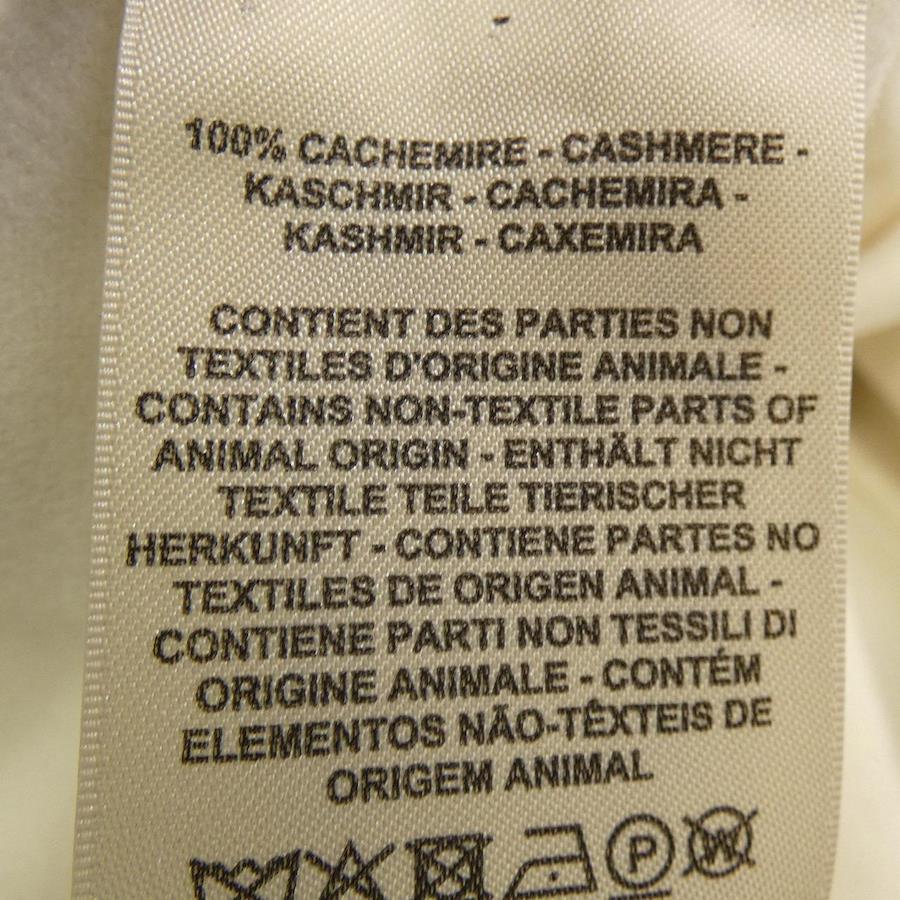 100% CACHEMIRE - CASHMERE -
KASCHMIR - CACHEMIRA -
KASHMIR - CAXEMIRA
CONTIENT DES PARTIES NON
TEXTILES D'ORIGINE ANIMALE -
CONTAINS NON-TEXTILE PARTS OF
ANIMAL ORIGIN - ENTHÄLT NICHT
TEXTILE TEILE TIERISCHER
HERKUNFT - CONTIENE PARTES NO
TEXTILES DE ORIGEN ANIMAL -
CONTIENE PARTI NON TESSILI DI
ORIGINE ANIMALE - CONTÉM
ELEMENTOS NÃO-TÊXTEIS DE
ORIGEM ANIMAL
P W